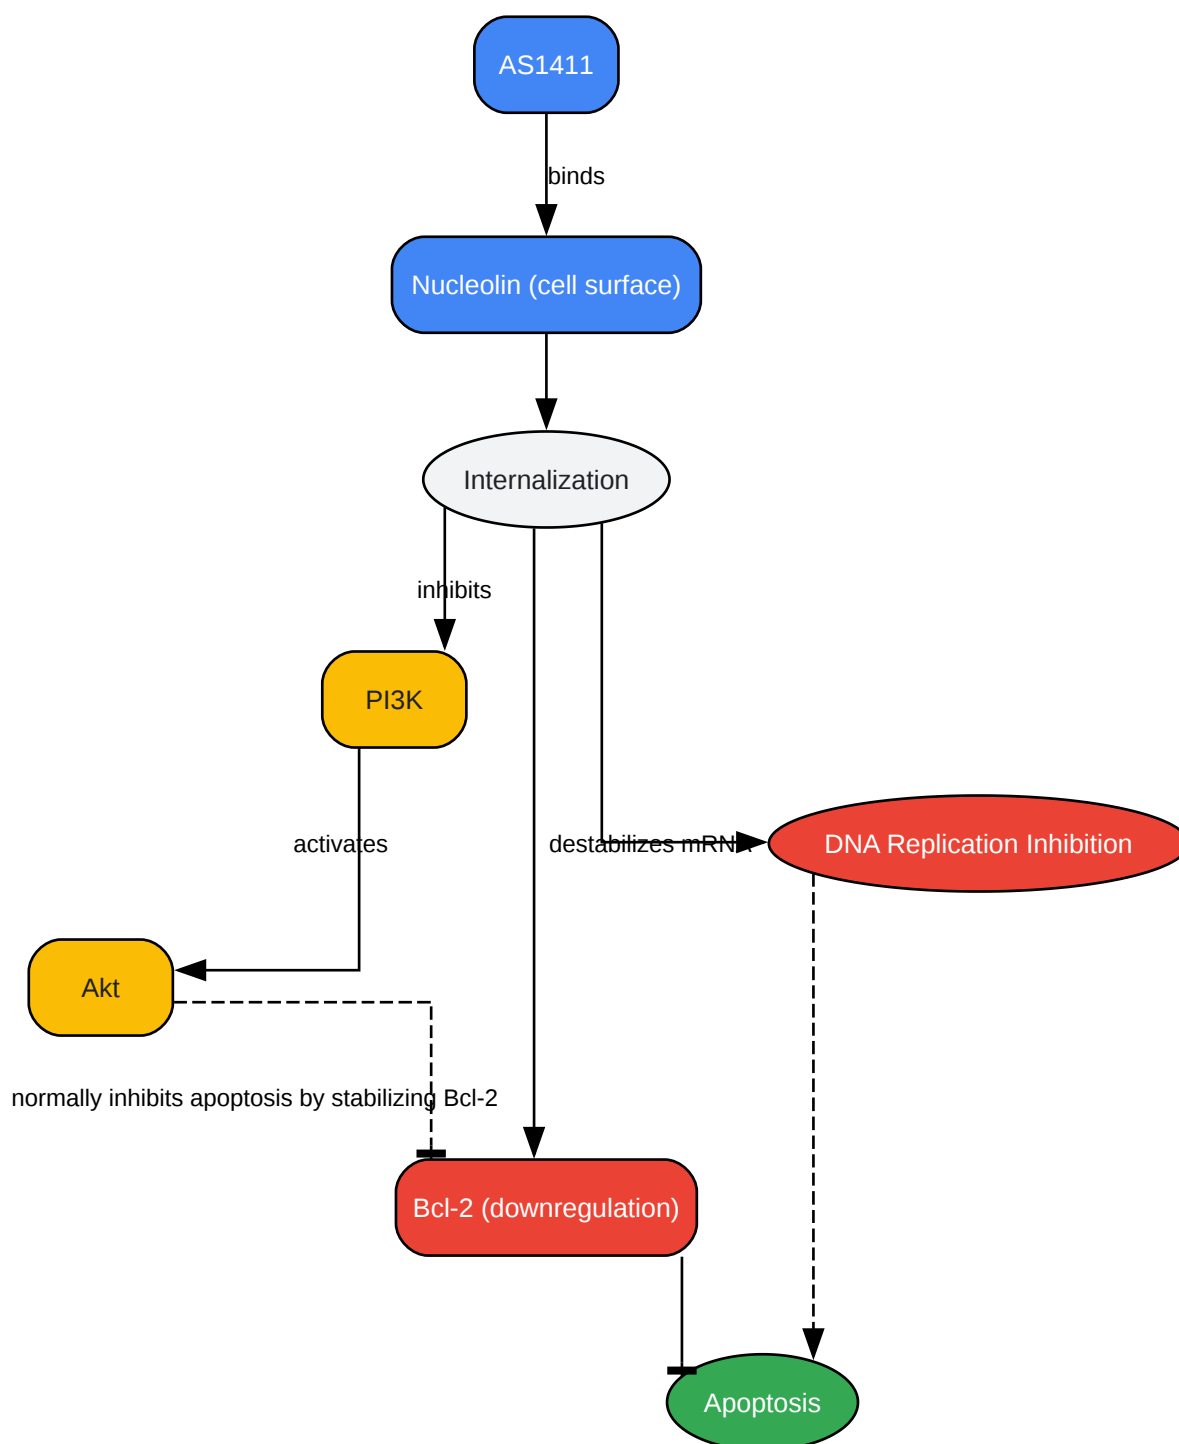 AS1411
binds
Nucleolin (cell surface)
Internalization
inhibits
PI3K
activates
destabilizes mRNA
DNA Replication Inhibition
Akt
normally inhibits apoptosis by stabilizing Bcl-2
Bcl-2 (downregulation)
Apoptosis